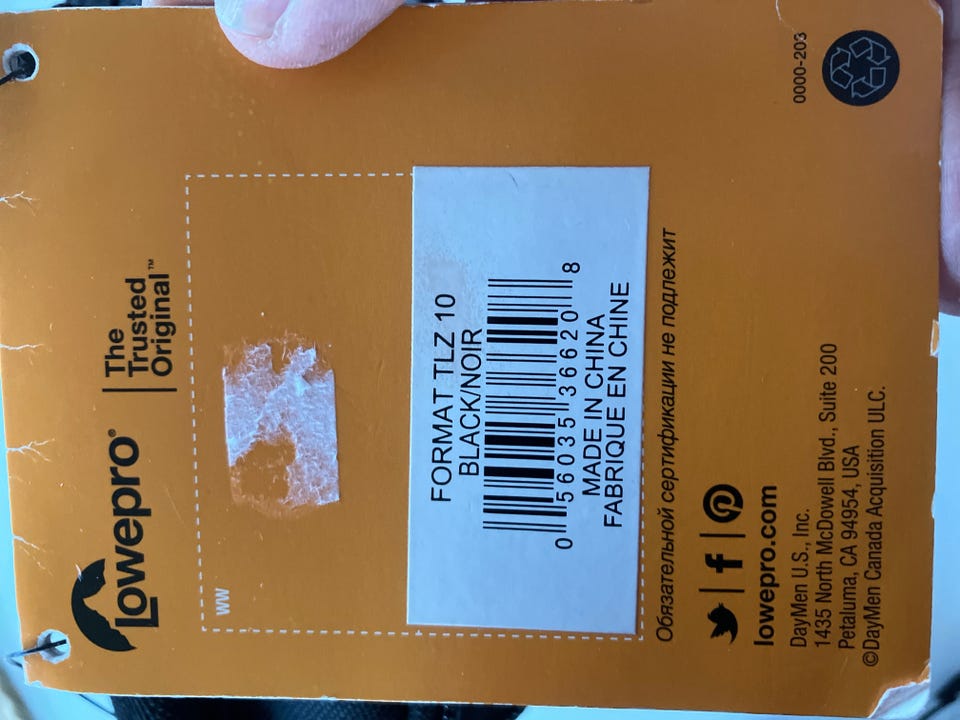 Lowepro®
The
Trusted
Original™
WW
FORMAT TLZ 10
BLACK/NOIR
0 56035 36620 8
MADE IN CHINA
FABRIQUE EN CHINE
Обязательной сертификации не подлежит
lowepro.com
DayMen U.S., Inc.
1435 North McDowell Blvd., Suite 200
Petaluma, CA 94954, USA
©DayMen Canada Acquisition ULC.
0000-203